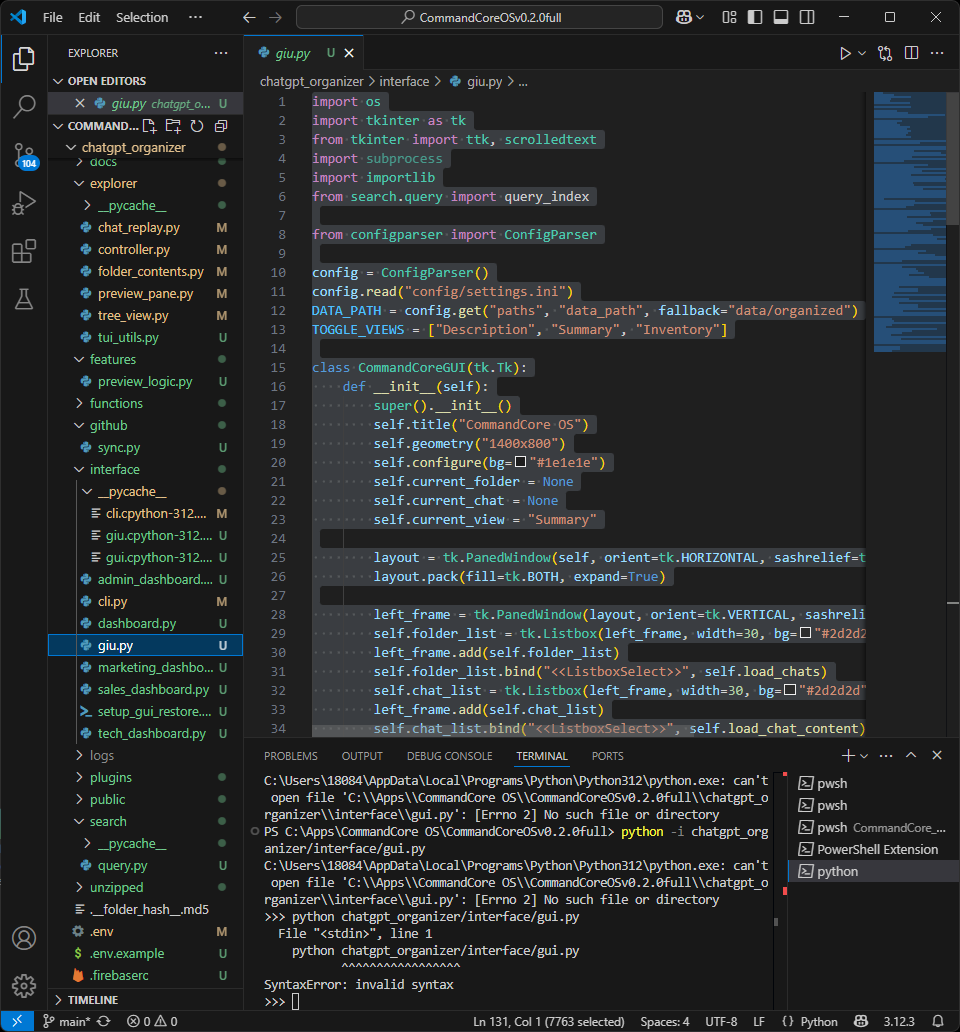 File Edit Selection ··· CommandCoreOSv0.2.0full
EXPLORER ···
OPEN EDITORS
giu.py chatgpt_o... U
COMMAND...
chatgpt_organizer
docs
explorer
__pycache__
chat_replay.py M
controller.py M
folder_contents.py M
preview_pane.py M
tree_view.py M
tui_utils.py U
features
preview_logic.py U
functions
github
sync.py U
interface
__pycache__
cli.cpython-312.... M
giu.cpython-312.... U
gui.cpython-312.... U
admin_dashboard.... U
cli.py M
dashboard.py U
giu.py U
marketing_dashbo... U
sales_dashboard.py U
setup_gui_restore.... U
tech_dashboard.py U
logs
plugins
public
search
__pycache__
query.py U
unzipped
.__folder_hash__.md5
.env M
.env.example U
.firebaserc U
TIMELINE
104
giu.py U
chatgpt_organizer > interface > giu.py > ...
1 import os
2 import tkinter as tk
3 from tkinter import ttk, scrolledtext
4 import subprocess
5 import importlib
6 from search.query import query_index
7
8 from configparser import ConfigParser
9
10 config = ConfigParser()
11 config.read("config/settings.ini")
12 DATA_PATH = config.get("paths", "data_path", fallback="data/organized")
13 TOGGLE_VIEWS = ["Description", "Summary", "Inventory"]
14
15 class CommandCoreGUI(tk.Tk):
16 def __init__(self):
17 super().__init__()
18 self.title("CommandCore OS")
19 self.geometry("1400x800")
20 self.configure(bg="#1e1e1e")
21 self.current_folder = None
22 self.current_chat = None
23 self.current_view = "Summary"
24
25 layout = tk.PanedWindow(self, orient=tk.HORIZONTAL, sashrelief=t
26 layout.pack(fill=tk.BOTH, expand=True)
27
28 left_frame = tk.PanedWindow(layout, orient=tk.VERTICAL, sashreli
29 self.folder_list = tk.Listbox(left_frame, width=30, bg="#2d2d2
30 left_frame.add(self.folder_list)
31 self.folder_list.bind("<<ListboxSelect>>", self.load_chats)
32 self.chat_list = tk.Listbox(left_frame, width=30, bg="#2d2d2d"
33 left_frame.add(self.chat_list)
34 self.chat_list.bind("<<ListboxSelect>>", self.load_chat_content)
PROBLEMS OUTPUT DEBUG CONSOLE TERMINAL PORTS
C:\Users\18084\AppData\Local\Programs\Python\Python312\python.exe: can't
open file 'C:\\Apps\\CommandCore OS\\CommandCoreOSv0.2.0full\\chatgpt_o
rganizer\\interface\\gui.py': [Errno 2] No such file or directory
PS C:\Apps\CommandCore OS\CommandCoreOSv0.2.0full> python -i chatgpt_org
anizer/interface/gui.py
C:\Users\18084\AppData\Local\Programs\Python\Python312\python.exe: can't
open file 'C:\\Apps\\CommandCore OS\\CommandCoreOSv0.2.0full\\chatgpt_o
rganizer\\interface\\gui.py': [Errno 2] No such file or directory
>>> python chatgpt_organizer/interface/gui.py
File "<stdin>", line 1
python chatgpt_organizer/interface/gui.py
^^^^^^^^^^^^^^^^^
SyntaxError: invalid syntax
>>>
pwsh
pwsh
pwsh CommandCore_...
PowerShell Extension
python
main* 0 0 Ln 131, Col 1 (7763 selected) Spaces: 4 UTF-8 LF { } Python 3.12.3